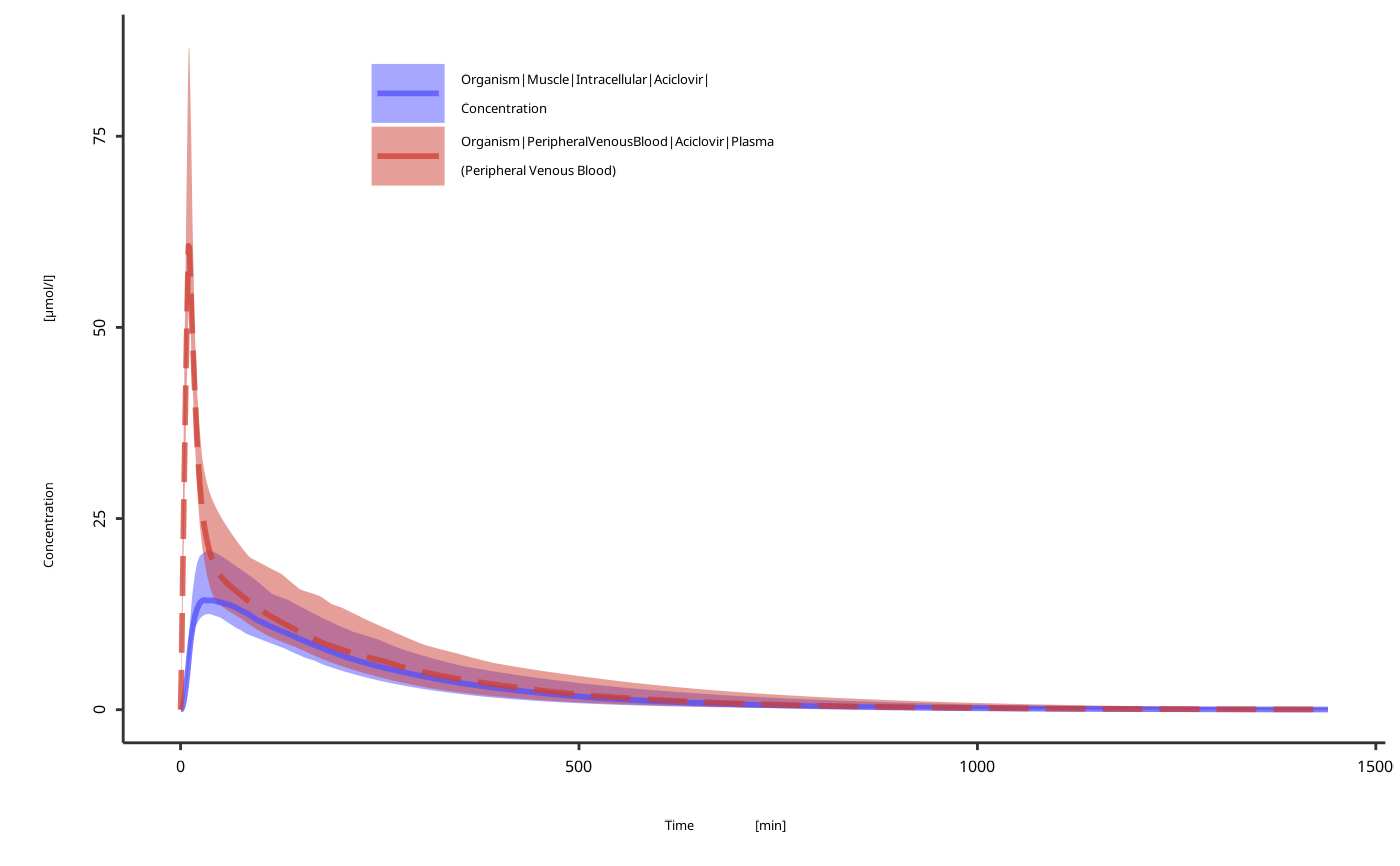 Organism|Muscle|Intracellular|Aciclovir|
Concentration
Organism|PeripheralVenousBlood|Aciclovir|Plasma
(Peripheral Venous Blood)
75
50
25
0
Concentration [µmol/l]
0 500 1000 1500
Time [min]